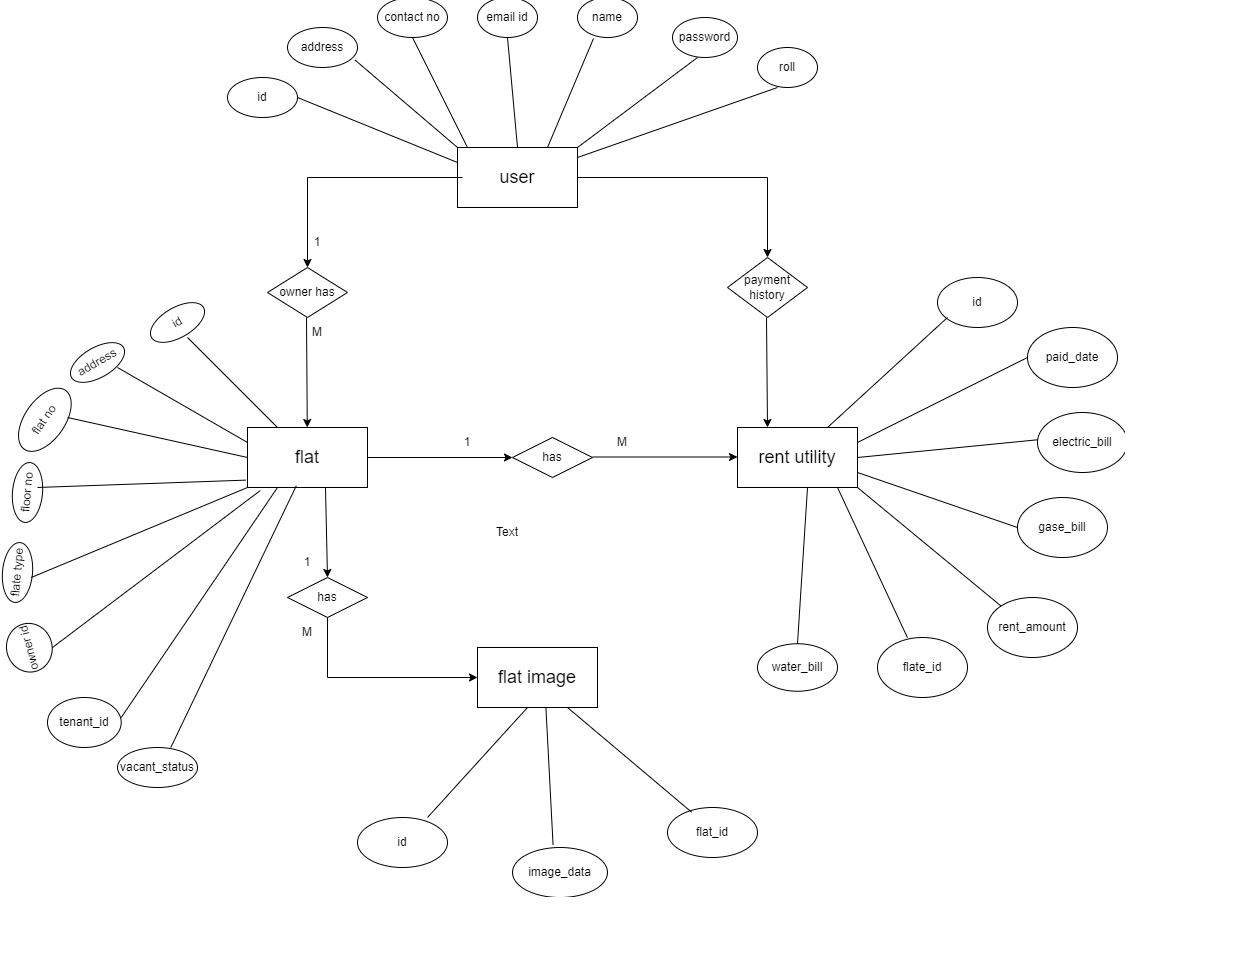 contact no
email id
name
password
address
roll
id
user
1
owner has
M
payment
history
id
id
address
paid_date
flat no
electric_bill
flat
1
has
M
rent utility
floor no
Text
gase_bill
flate type
1
has
M
owner id
rent_amount
water_bill
flate_id
flat image
tenant_id
vacant_status
id
flat_id
image_data